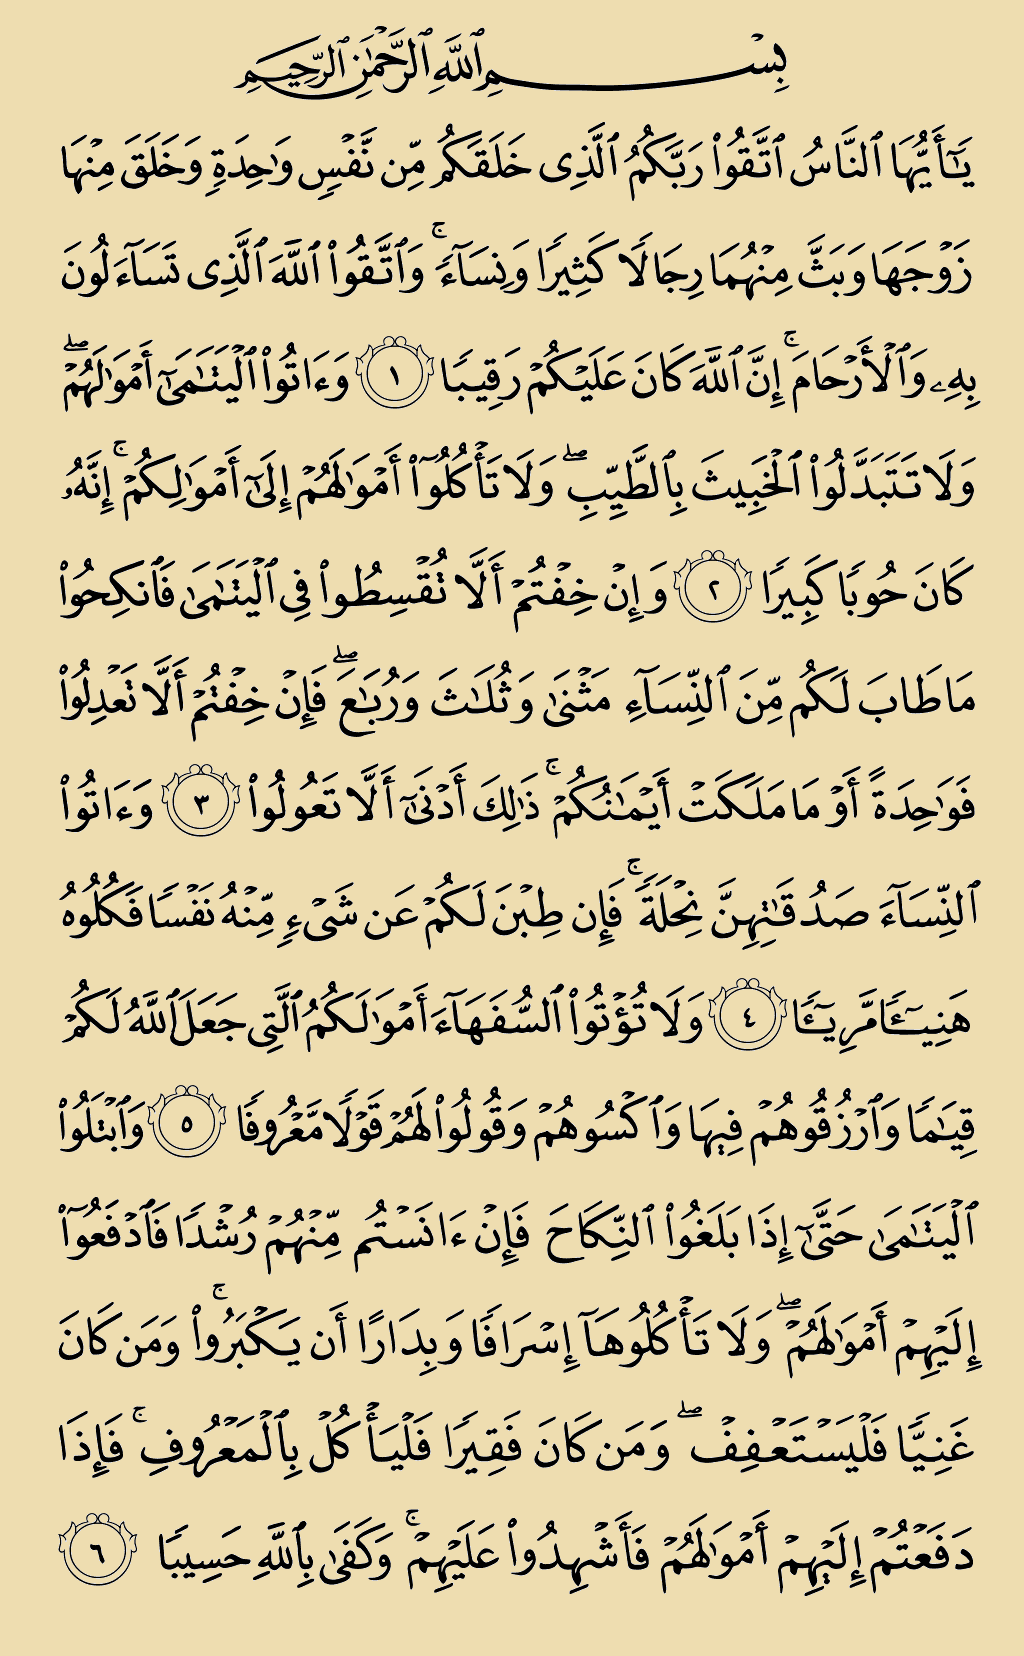 بِسْمِ ٱللَّهِ ٱلرَّحْمَٰنِ ٱلرَّحِيمِ
يَٰٓأَيُّهَا ٱلنَّاسُ ٱتَّقُوا۟ رَبَّكُمُ ٱلَّذِى خَلَقَكُم مِّن نَّفْسٍ وَٰحِدَةٍ وَخَلَقَ مِنْهَا
زَوْجَهَا وَبَثَّ مِنْهُمَا رِجَالًا كَثِيرًا وَنِسَآءً ۚ وَٱتَّقُوا۟ ٱللَّهَ ٱلَّذِى تَسَآءَلُونَ
بِهِۦ وَٱلْأَرْحَامَ ۚ إِنَّ ٱللَّهَ كَانَ عَلَيْكُمْ رَقِيبًا ١ وَءَاتُوا۟ ٱلْيَتَٰمَىٰٓ أَمْوَٰلَهُمْ ۖ
وَلَا تَتَبَدَّلُوا۟ ٱلْخَبِيثَ بِٱلطَّيِّبِ ۖ وَلَا تَأْكُلُوٓا۟ أَمْوَٰلَهُمْ إِلَىٰٓ أَمْوَٰلِكُمْ ۚ إِنَّهُۥ
كَانَ حُوبًا كَبِيرًا ٢ وَإِنْ خِفْتُمْ أَلَّا تُقْسِطُوا۟ فِى ٱلْيَتَٰمَىٰ فَٱنكِحُوا۟
مَا طَابَ لَكُم مِّنَ ٱلنِّسَآءِ مَثْنَىٰ وَثُلَٰثَ وَرُبَٰعَ ۖ فَإِنْ خِفْتُمْ أَلَّا تَعْدِلُوا۟
فَوَٰحِدَةً أَوْ مَا مَلَكَتْ أَيْمَٰنُكُمْ ۚ ذَٰلِكَ أَدْنَىٰٓ أَلَّا تَعُولُوا۟ ٣ وَءَاتُوا۟
ٱلنِّسَآءَ صَدُقَٰتِهِنَّ نِحْلَةً ۚ فَإِن طِبْنَ لَكُمْ عَن شَىْءٍ مِّنْهُ نَفْسًا فَكُلُوهُ
هَنِيٓـًٔا مَّرِيٓـًٔا ٤ وَلَا تُؤْتُوا۟ ٱلسُّفَهَآءَ أَمْوَٰلَكُمُ ٱلَّتِى جَعَلَ ٱللَّهُ لَكُمْ
قِيَٰمًا وَٱرْزُقُوهُمْ فِيهَا وَٱكْسُوهُمْ وَقُولُوا۟ لَهُمْ قَوْلًا مَّعْرُوفًا ٥ وَٱبْتَلُوا۟
ٱلْيَتَٰمَىٰ حَتَّىٰٓ إِذَا بَلَغُوا۟ ٱلنِّكَاحَ فَإِنْ ءَانَسْتُم مِّنْهُمْ رُشْدًا فَٱدْفَعُوٓا۟
إِلَيْهِمْ أَمْوَٰلَهُمْ ۖ وَلَا تَأْكُلُوهَآ إِسْرَافًا وَبِدَارًا أَن يَكْبَرُوا۟ ۚ وَمَن كَانَ
غَنِيًّا فَلْيَسْتَعْفِفْ ۖ وَمَن كَانَ فَقِيرًا فَلْيَأْكُلْ بِٱلْمَعْرُوفِ ۚ فَإِذَا
دَفَعْتُمْ إِلَيْهِمْ أَمْوَٰلَهُمْ فَأَشْهِدُوا۟ عَلَيْهِمْ ۚ وَكَفَىٰ بِٱللَّهِ حَسِيبًا ٦